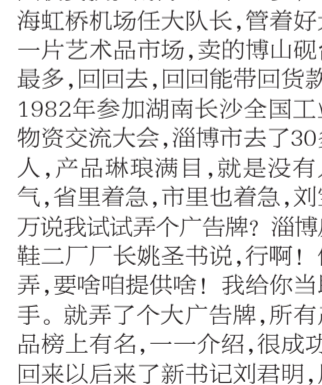 海虹桥机场任大队长，管着好
一片艺术品市场，卖的博山砚
最多，回回去，回回能带回货款
1982年参加湖南长沙全国工
物资交流大会，淄博市去了30
人，产品琳琅满目，就是没有
气，省里着急，市里也着急，刘
万说我试试弄个广告牌？淄博
鞋二厂厂长姚圣书说，行啊！
弄，要啥咱提供啥！我给你当
手。就弄了个大广告牌，所有
品榜上有名，一一介绍，很成功
回来以后来了新书记刘君明，